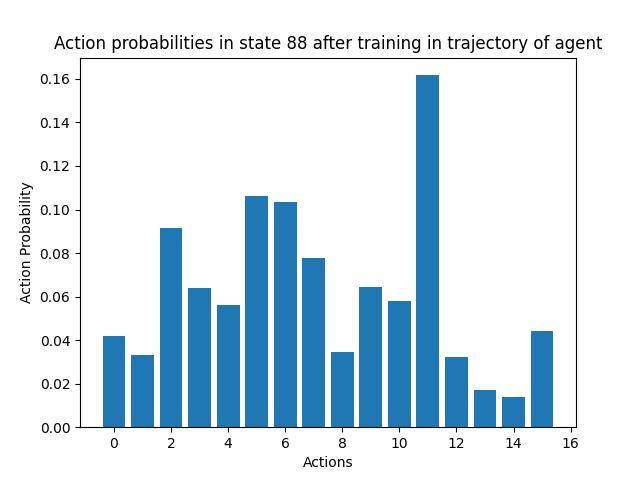 Action probabilities in state 88 after training in trajectory of agent
0.16
0.14
0.12
0.10
0.08
0.06
0.04
0.02
0.00
Action Probability
0 2 4 6 8 10 12 14 16
Actions